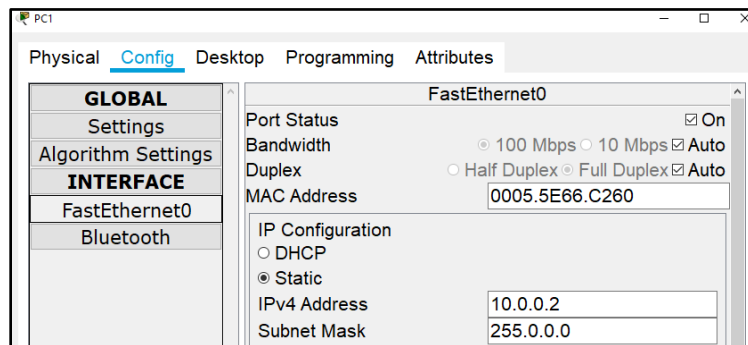 PC1
Physical Config Desktop Programming Attributes
GLOBAL
Settings
Algorithm Settings
INTERFACE
FastEthernet0
Bluetooth
FastEthernet0
Port Status On
Bandwidth 100 Mbps 10 Mbps Auto
Duplex Half Duplex Full Duplex Auto
MAC Address 0005.5E66.C260
IP Configuration
DHCP
Static
IPv4 Address 10.0.0.2
Subnet Mask 255.0.0.0